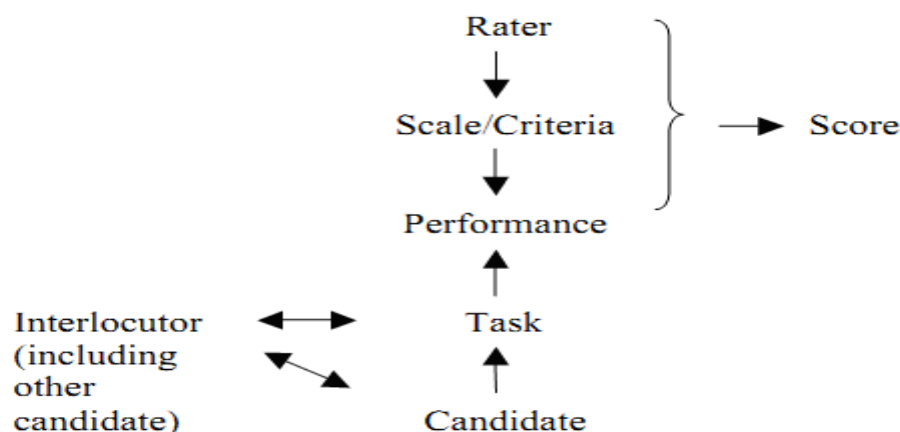 Rater
Scale/Criteria
Score
Performance
Interlocutor
(including
other
candidate)
Task
Candidate